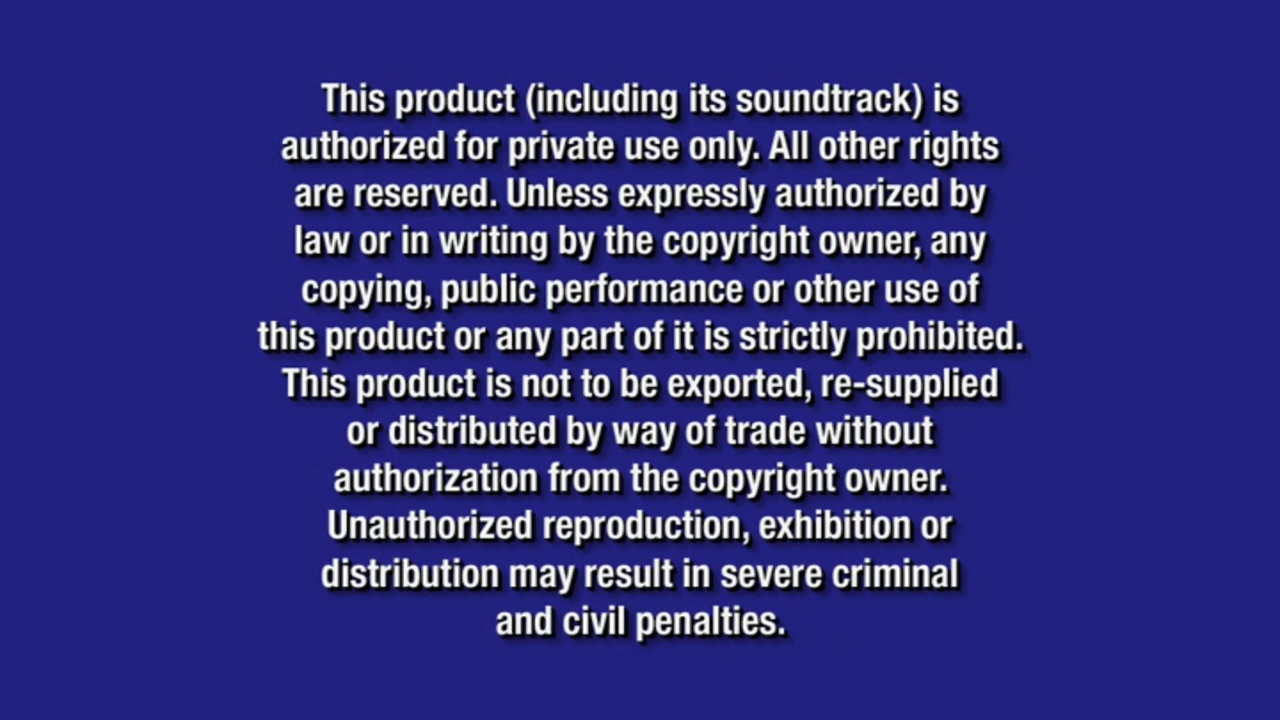 This product (including its soundtrack) is
authorized for private use only. All other rights
are reserved. Unless expressly authorized by
law or in writing by the copyright owner, any
copying, public performance or other use of
this product or any part of it is strictly prohibited.
This product is not to be exported, re-supplied
or distributed by way of trade without
authorization from the copyright owner.
Unauthorized reproduction, exhibition or
distribution may result in severe criminal
and civil penalties.